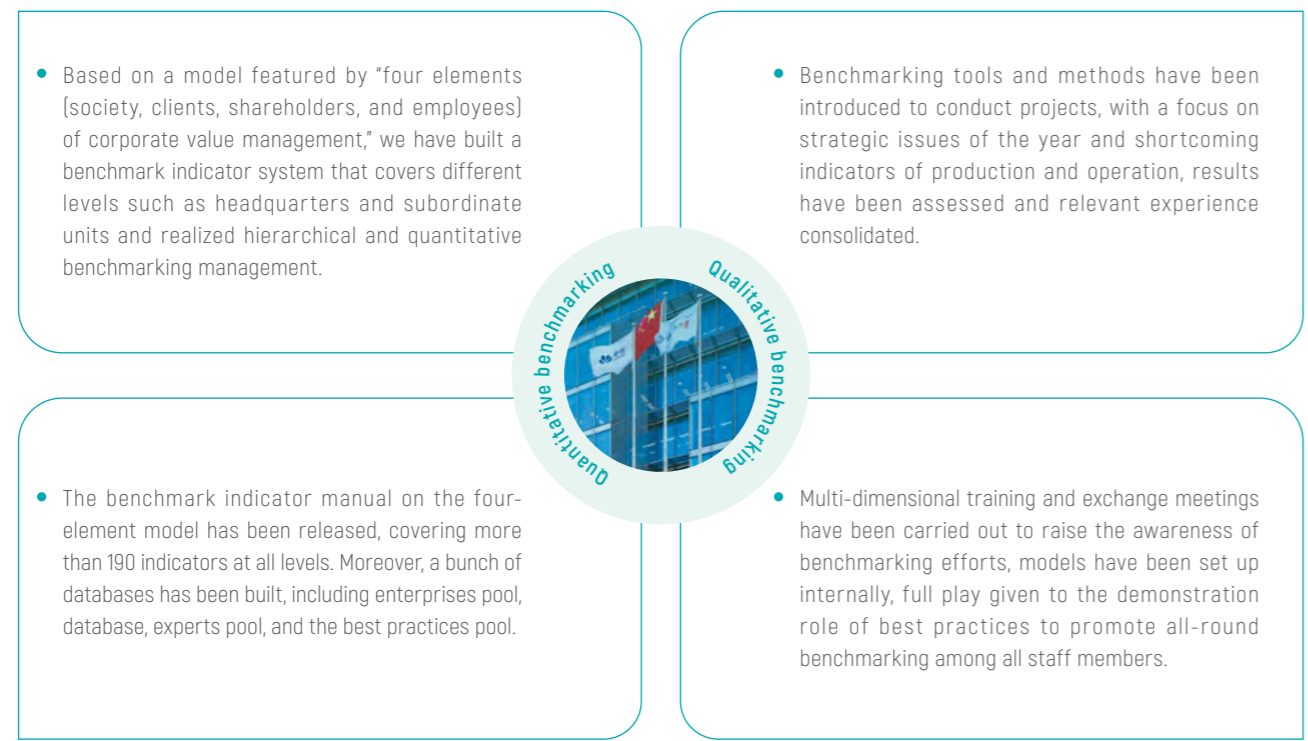 Based on a model featured by “four elements
(society, clients, shareholders, and employees)
of corporate value management,” we have built a
benchmark indicator system that covers different
levels such as headquarters and subordinate
units and realized hierarchical and quantitative
benchmarking management.
Benchmarking tools and methods have been
introduced to conduct projects, with a focus on
strategic issues of the year and shortcoming
indicators of production and operation, results
have been assessed and relevant experience
consolidated.
Quantitative benchmarking
Qualitative benchmarking
The benchmark indicator manual on the four-
element model has been released, covering more
than 190 indicators at all levels. Moreover, a bunch of
databases has been built, including enterprises pool,
database, experts pool, and the best practices pool.
Multi-dimensional training and exchange meetings
have been carried out to raise the awareness of
benchmarking efforts, models have been set up
internally, full play given to the demonstration
role of best practices to promote all-round
benchmarking among all staff members.